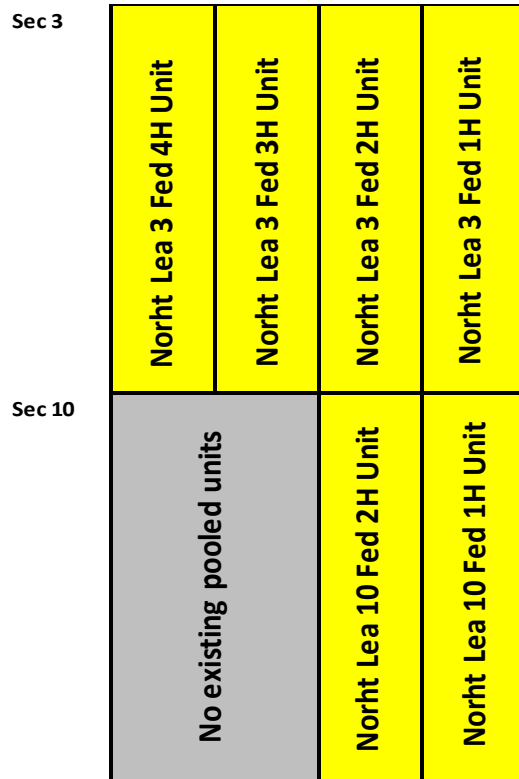 Sec 3
Norht Lea 3 Fed 4H Unit
Norht Lea 3 Fed 3H Unit
Norht Lea 3 Fed 2H Unit
Norht Lea 3 Fed 1H Unit
Sec 10
No existing pooled units
Norht Lea 10 Fed 2H Unit
Norht Lea 10 Fed 1H Unit